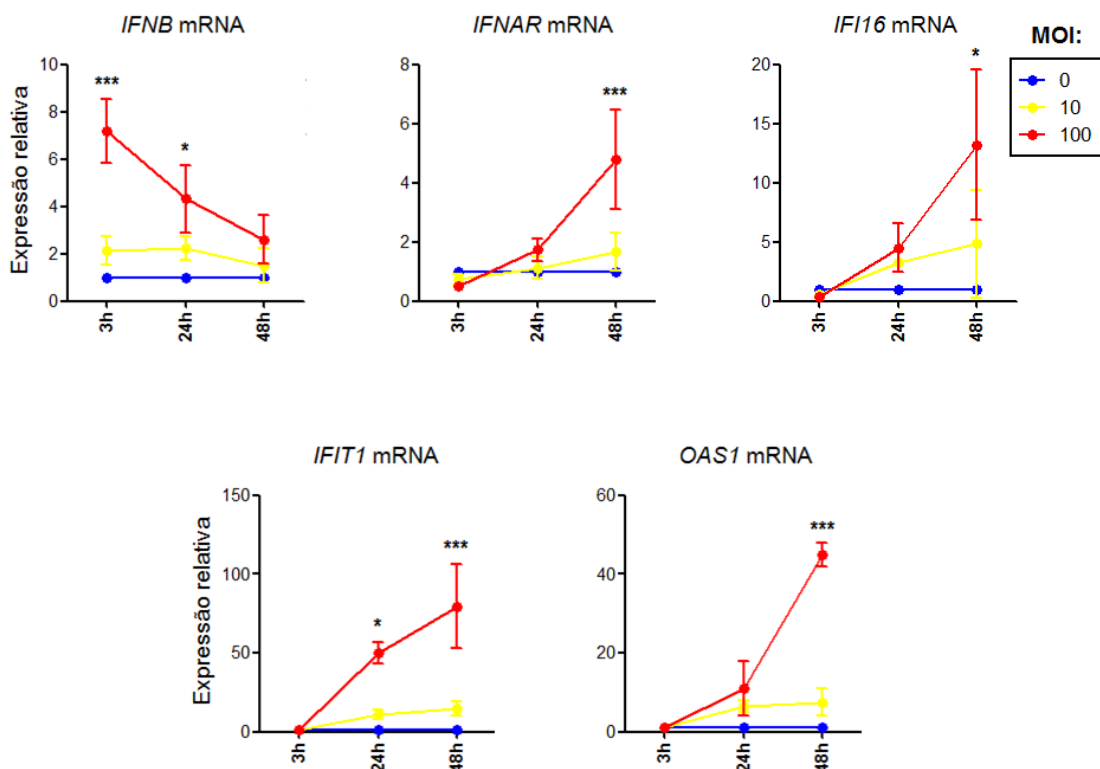 IFNB mRNA
Expressão relativa
10
8
6
4
2
0
***
*
3h
24h
48h
IFNAR mRNA
8
6
4
2
0
***
3h
24h
48h
IFI16 mRNA
20
15
10
5
0
*
3h
24h
48h
MOI:
0
10
100
IFIT1 mRNA
Expressão relativa
150
100
50
0
*
***
3h
24h
48h
OAS1 mRNA
60
40
20
0
***
3h
24h
48h